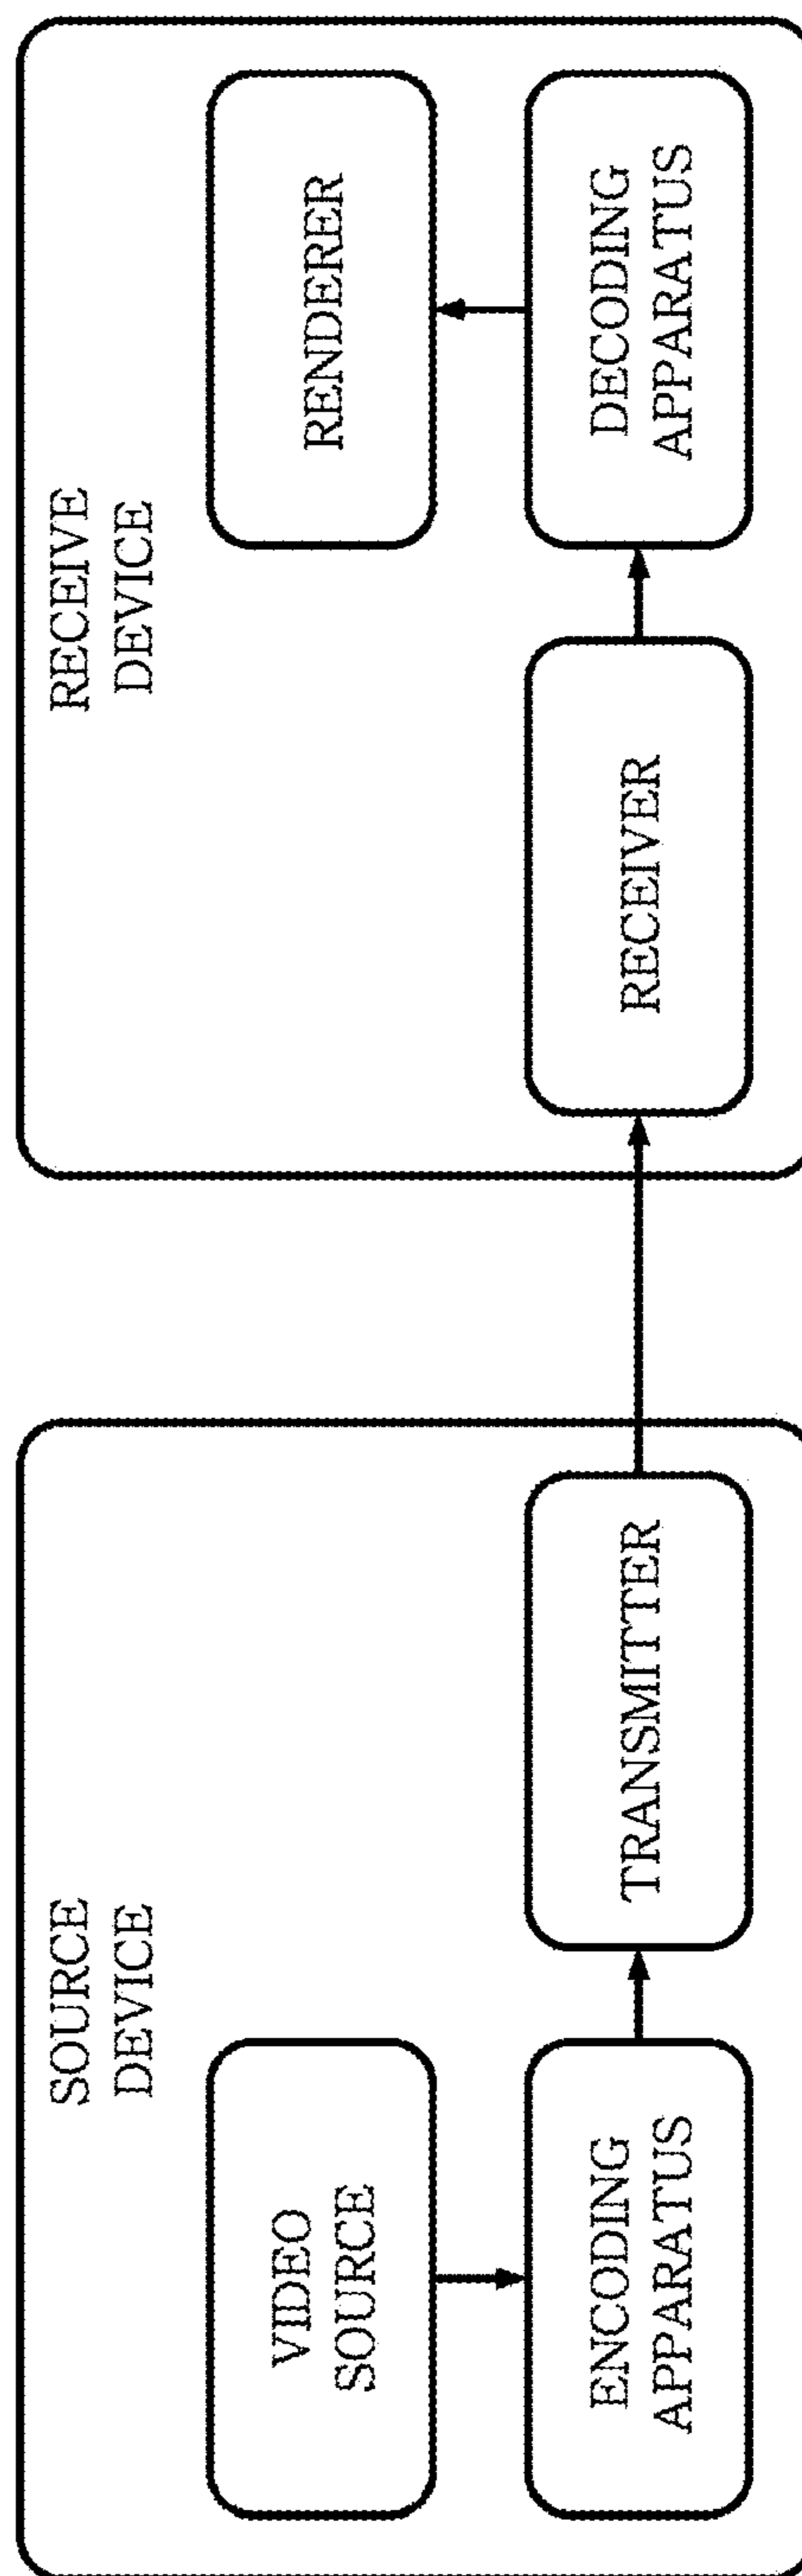 SOURCE
DEVICE
VIDEO
SOURCE
ENCODING
APPARATUS
TRANSMITTER
RECEIVE
DEVICE
RECEIVER
DECODING
APPARATUS
RENDERER